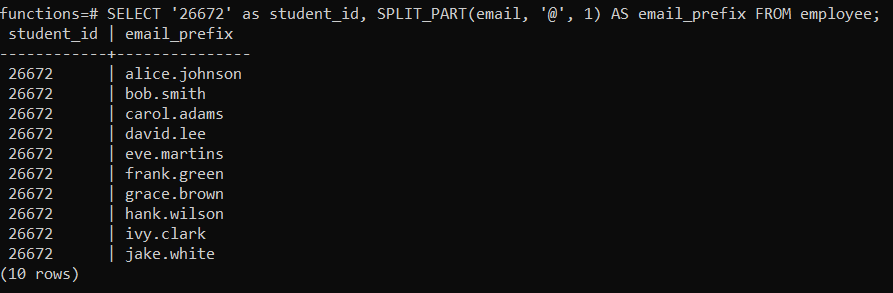 functions=# SELECT '26672' as student_id, SPLIT_PART(email, '@', 1) AS email_prefix FROM employee;
 student_id | email_prefix
------------+---------------
 26672      | alice.johnson
 26672      | bob.smith
 26672      | carol.adams
 26672      | david.lee
 26672      | eve.martins
 26672      | frank.green
 26672      | grace.brown
 26672      | hank.wilson
 26672      | ivy.clark
 26672      | jake.white
(10 rows)